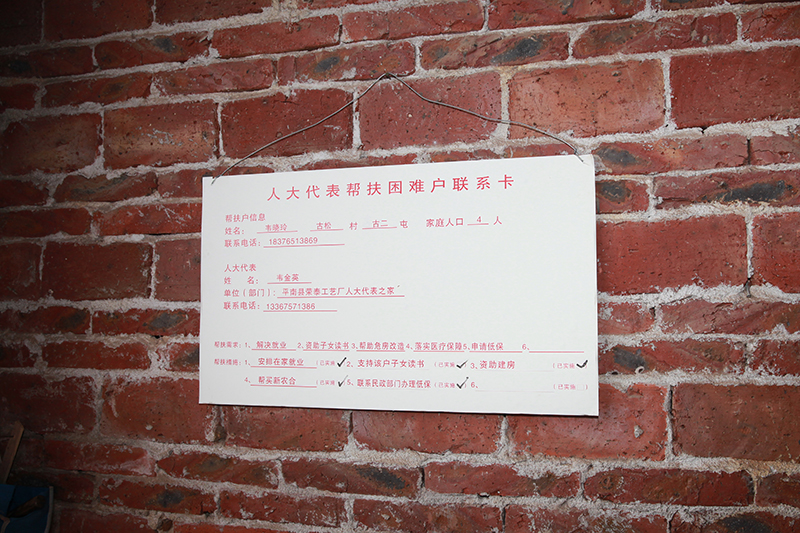 人大代表帮扶困难户联系卡
帮扶户信息
姓名：韦晓玲 古松 村 古二 屯 家庭人口 4 人
联系电话：18376513869
人大代表
姓 名：韦金英
单位（部门）：平南县荣泰工艺厂人大代表之家
联系电话：13367571386
帮扶需求：1、解决就业 2、资助子女读书 3、帮助危房改造 4、落实医疗保障 5、申请低保 6、
帮扶措施：1、安排在家就业（已实施✓）2、支持该户子女读书（已实施✓）3、资助建房（已实施✓）
4、帮买新农合（已实施✓）5、联系民政部门办理低保（已实施✓）6、（已实施 ）